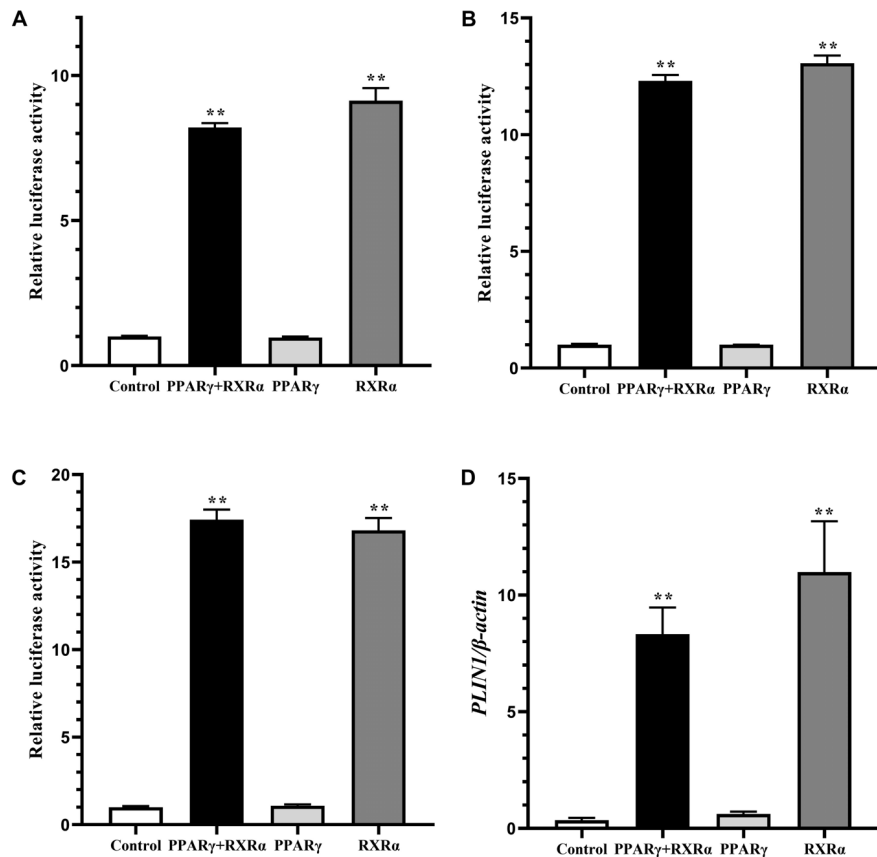 A
Relative luciferase activity
15
10
5
0
**
**
Control PPARγ+RXRα PPARγ RXRα
B
Relative luciferase activity
15
10
5
0
**
**
Control PPARγ+RXRα PPARγ RXRα
C
Relative luciferase activity
20
15
10
5
0
**
**
Control PPARγ+RXRα PPARγ RXRα
D
PLIN1/β-actin
15
10
5
0
**
**
Control PPARγ+RXRα PPARγ RXRα